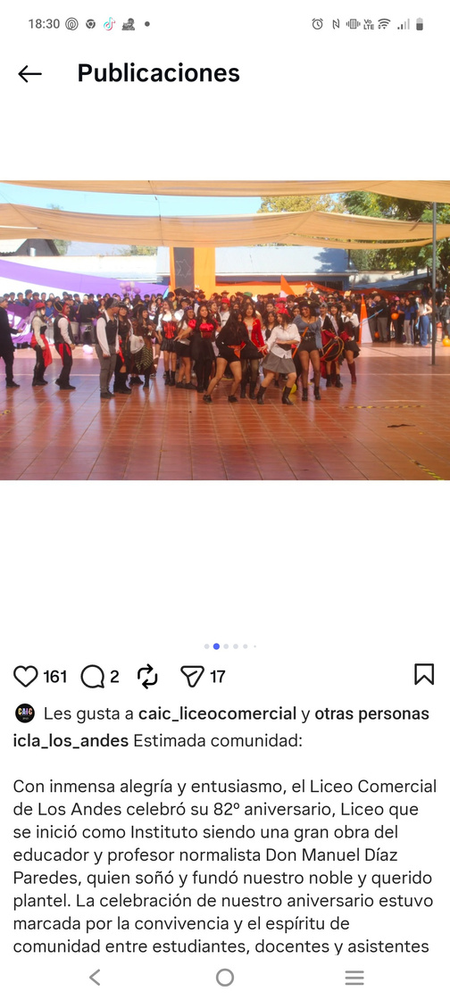 18:30 Vo LTE
Publicaciones
161 2 17
CAIC Les gusta a caic_liceocomercial y otras personas
icla_los_andes Estimada comunidad:
Con inmensa alegría y entusiasmo, el Liceo Comercial
de Los Andes celebró su 82º aniversario, Liceo que
se inició como Instituto siendo una gran obra del
educador y profesor normalista Don Manuel Díaz
Paredes, quien soñó y fundó nuestro noble y querido
plantel. La celebración de nuestro aniversario estuvo
marcada por la convivencia y el espíritu de
comunidad entre estudiantes, docentes y asistentes